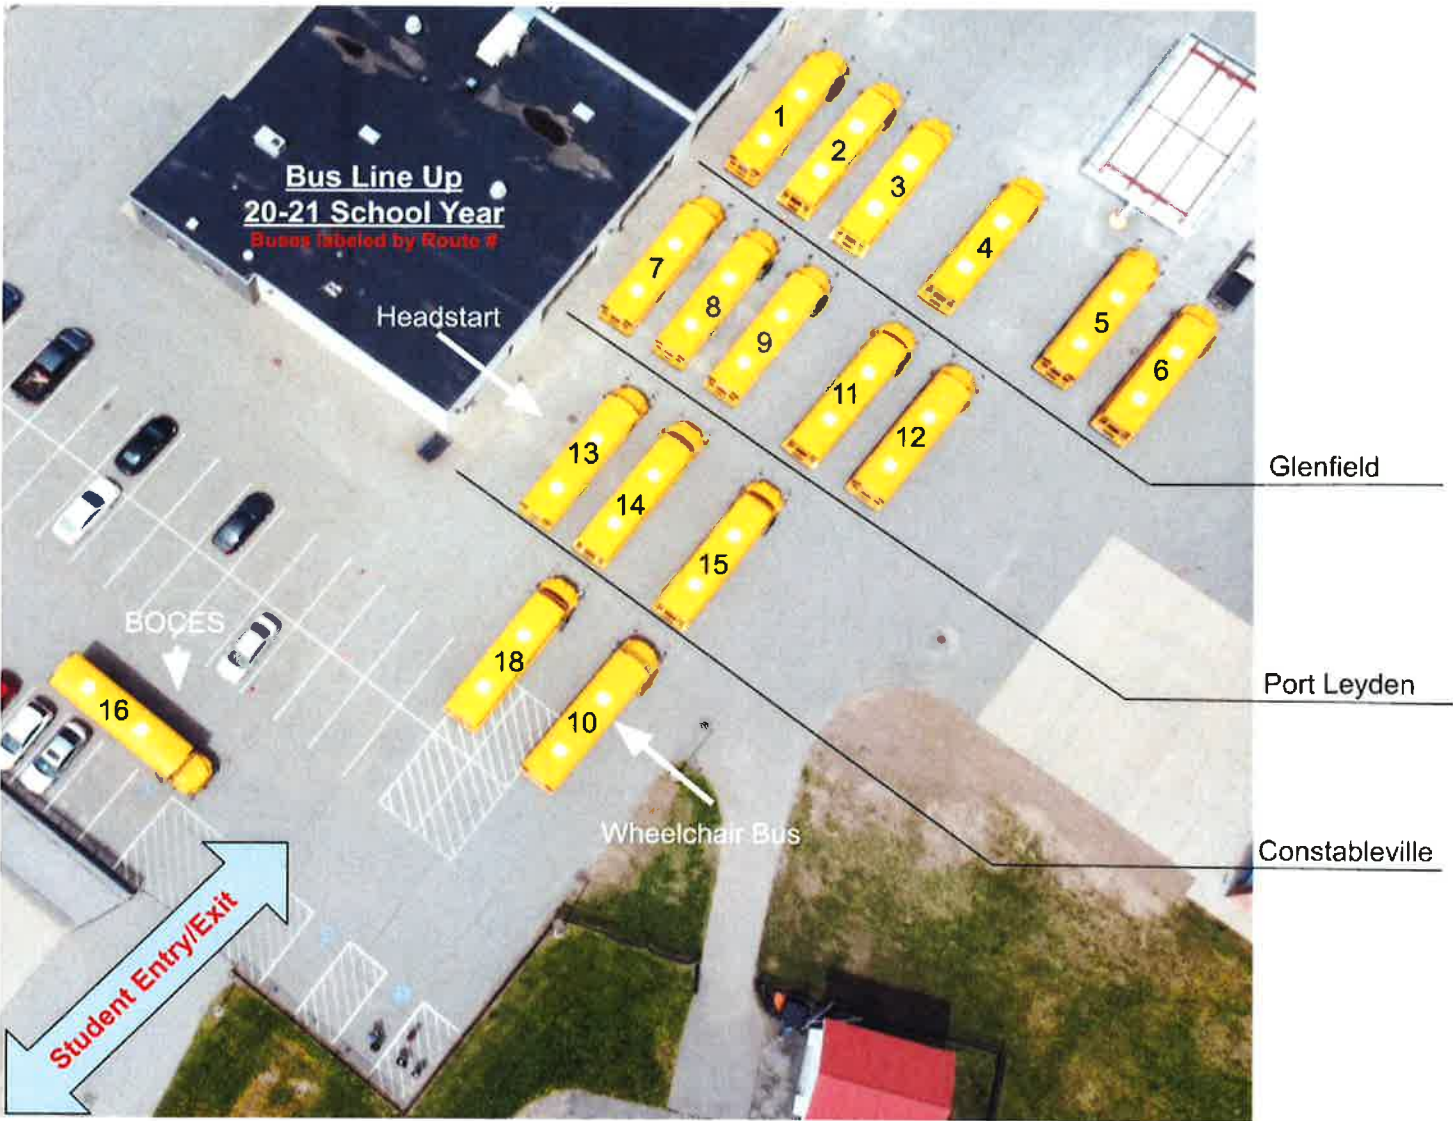 Bus Line Up
20-21 School Year
Buses labeled by Route #
Headstart
1
2
3
4
5
6
7
8
9
11
12
13
14
15
Glenfield
Port Leyden
Constableville
BOCES
16
18
10
Wheelchair Bus
Student Entry/Exit